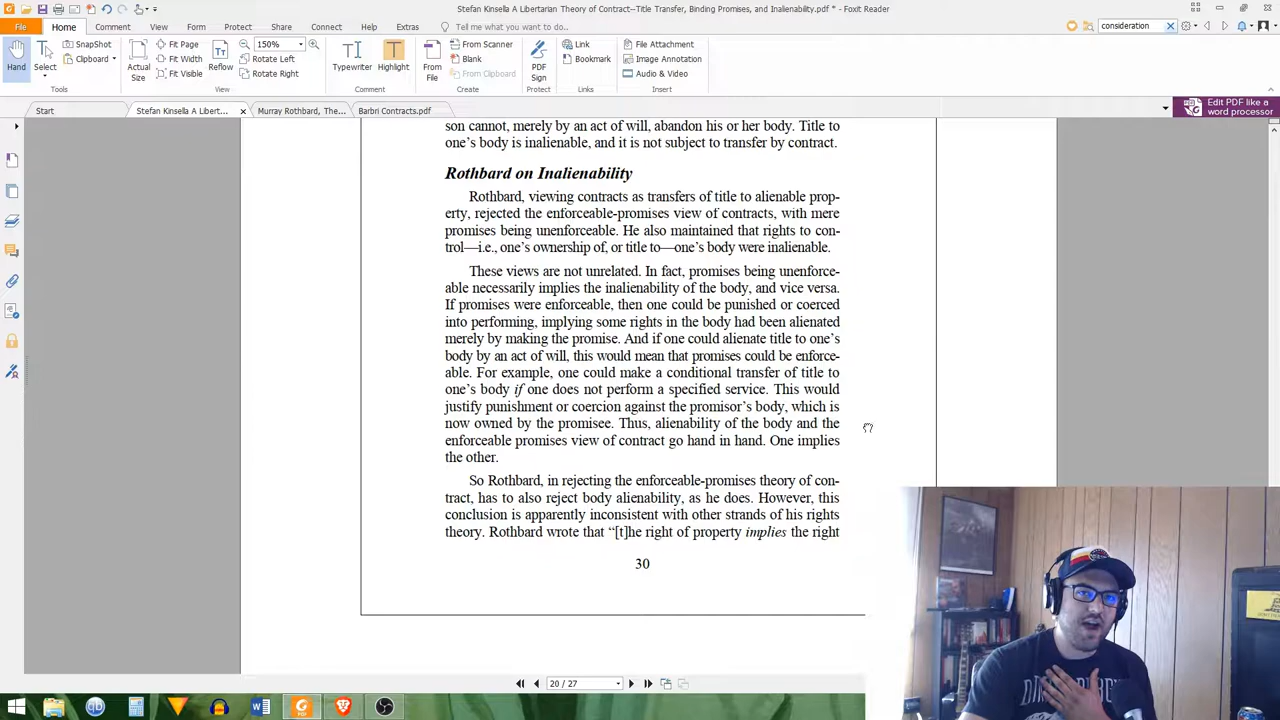 Stefan Kinsella A Libertarian Theory of Contract--Title Transfer, Binding Promises, and Inalienability.pdf * - Foxit Reader
File Home Comment View Form Protect Share Connect Help Extras Tell me what you want to do... consideration
Hand Select SnapShot Clipboard Actual Size Fit Page Fit Width Fit Visible Reflow 150% Rotate Left Rotate Right Typewriter Highlight From File From Scanner Blank From Clipboard PDF Sign Link Bookmark File Attachment Image Annotation Audio & Video
Tools View Comment Create Protect Links Insert
Start Stefan Kinsella A Libert... Murray Rothbard, The... Barbri Contracts.pdf Edit PDF like a word processor
son cannot, merely by an act of will, abandon his or her body. Title to
one's body is inalienable, and it is not subject to transfer by contract.
Rothbard on Inalienability
Rothbard, viewing contracts as transfers of title to alienable prop-
erty, rejected the enforceable-promises view of contracts, with mere
promises being unenforceable. He also maintained that rights to con-
trol—i.e., one's ownership of, or title to—one's body were inalienable.
These views are not unrelated. In fact, promises being unenforce-
able necessarily implies the inalienability of the body, and vice versa.
If promises were enforceable, then one could be punished or coerced
into performing, implying some rights in the body had been alienated
merely by making the promise. And if one could alienate title to one's
body by an act of will, this would mean that promises could be enforce-
able. For example, one could make a conditional transfer of title to
one's body if one does not perform a specified service. This would
justify punishment or coercion against the promisor's body, which is
now owned by the promisee. Thus, alienability of the body and the
enforceable promises view of contract go hand in hand. One implies
the other.
So Rothbard, in rejecting the enforceable-promises theory of con-
tract, has to also reject body alienability, as he does. However, this
conclusion is apparently inconsistent with other strands of his rights
theory. Rothbard wrote that “[t]he right of property implies the right
30
20 / 27